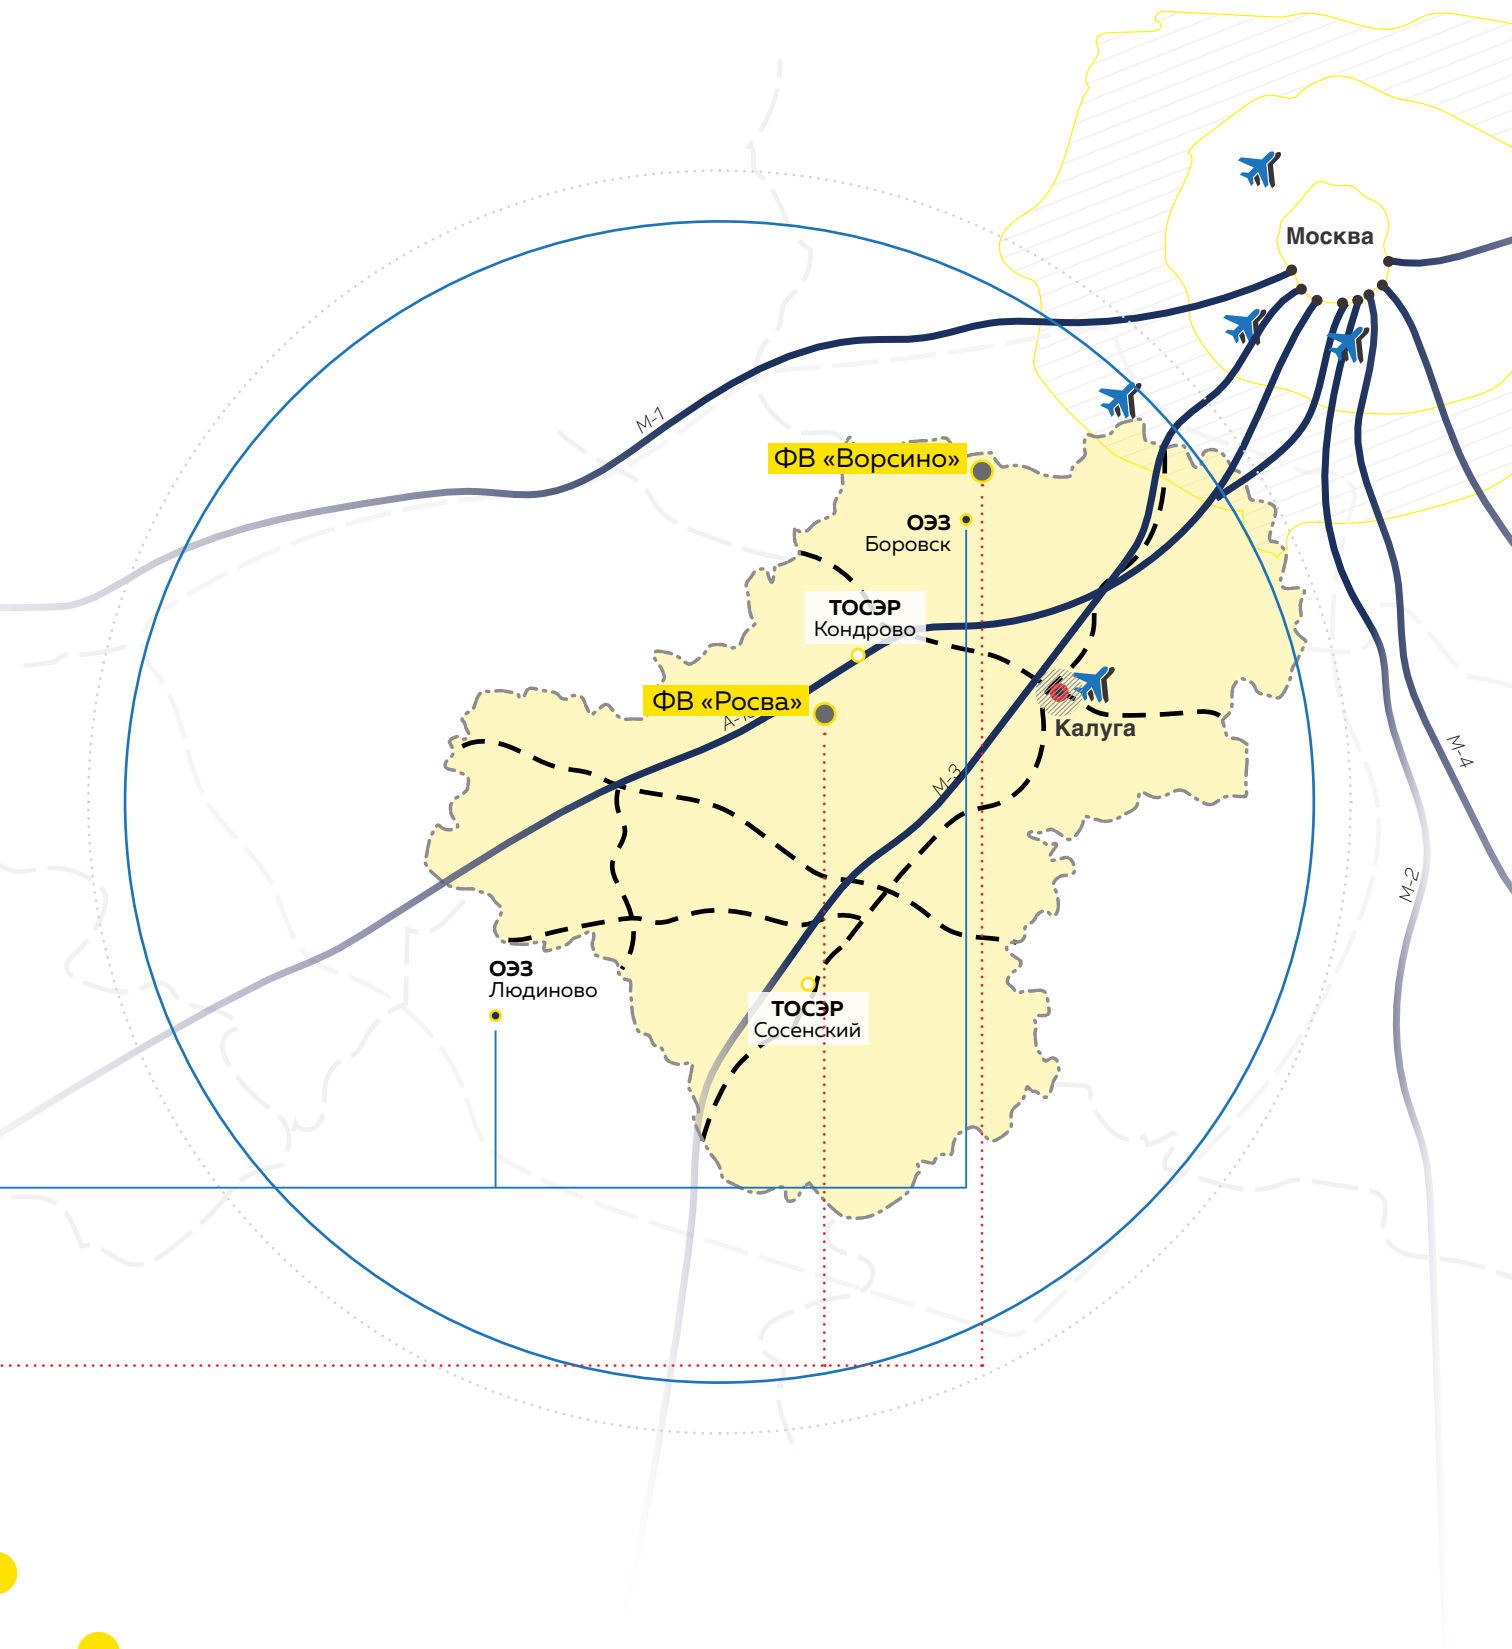 Москва
М-1
ФВ «Ворсино»
ОЭЗ
Боровск
ТОСЭР
Кондрово
ФВ «Росва»
Калуга
М-3
М-4
М-2
ОЭЗ
Людиново
ТОСЭР
Сосенский